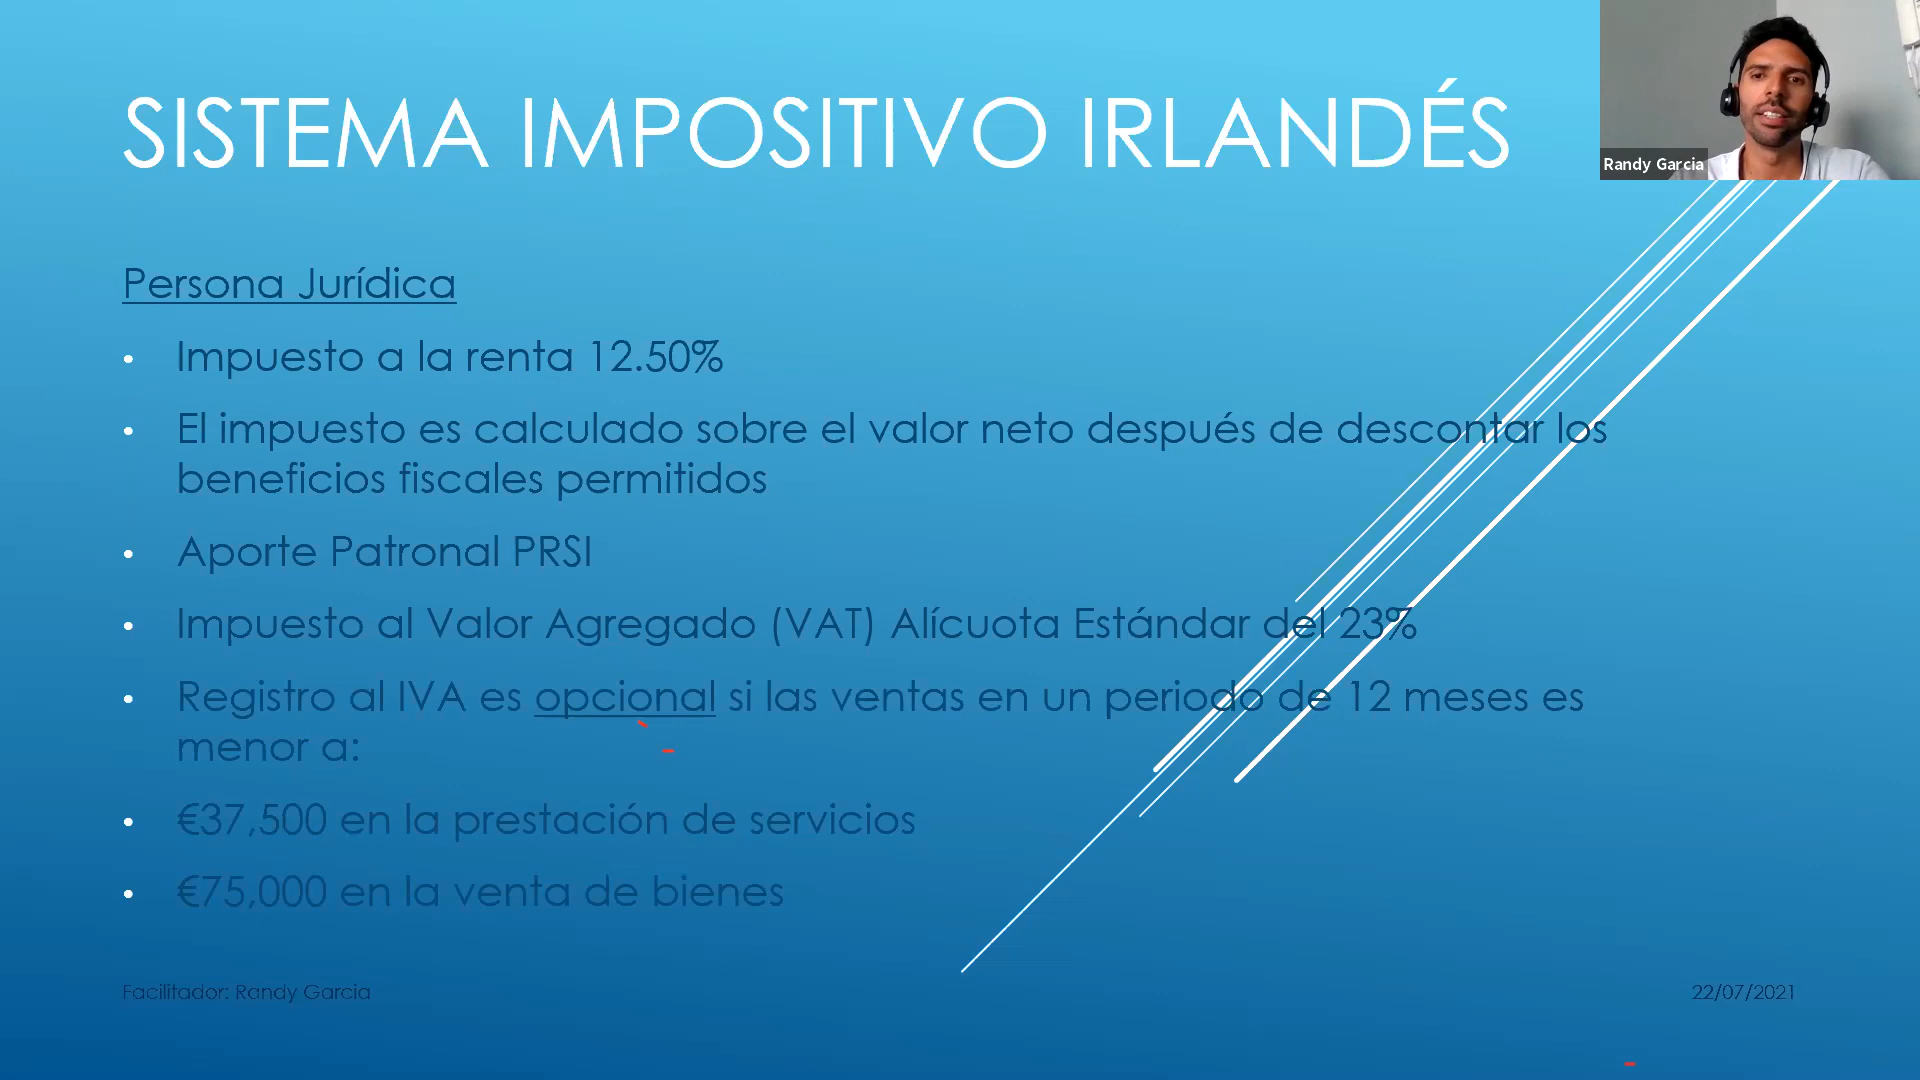 SISTEMA IMPOSITIVO IRLANDÉS
Randy Garcia
Persona Jurídica
• Impuesto a la renta 12.50%
• El impuesto es calculado sobre el valor neto después de descontar los
beneficios fiscales permitidos
• Aporte Patronal PRSI
• Impuesto al Valor Agregado (VAT) Alícuota Estándar del 23%
• Registro al IVA es opcional si las ventas en un periodo de 12 meses es
menor a:
• €37,500 en la prestación de servicios
• €75,000 en la venta de bienes
Facilitador: Randy Garcia
22/07/2021